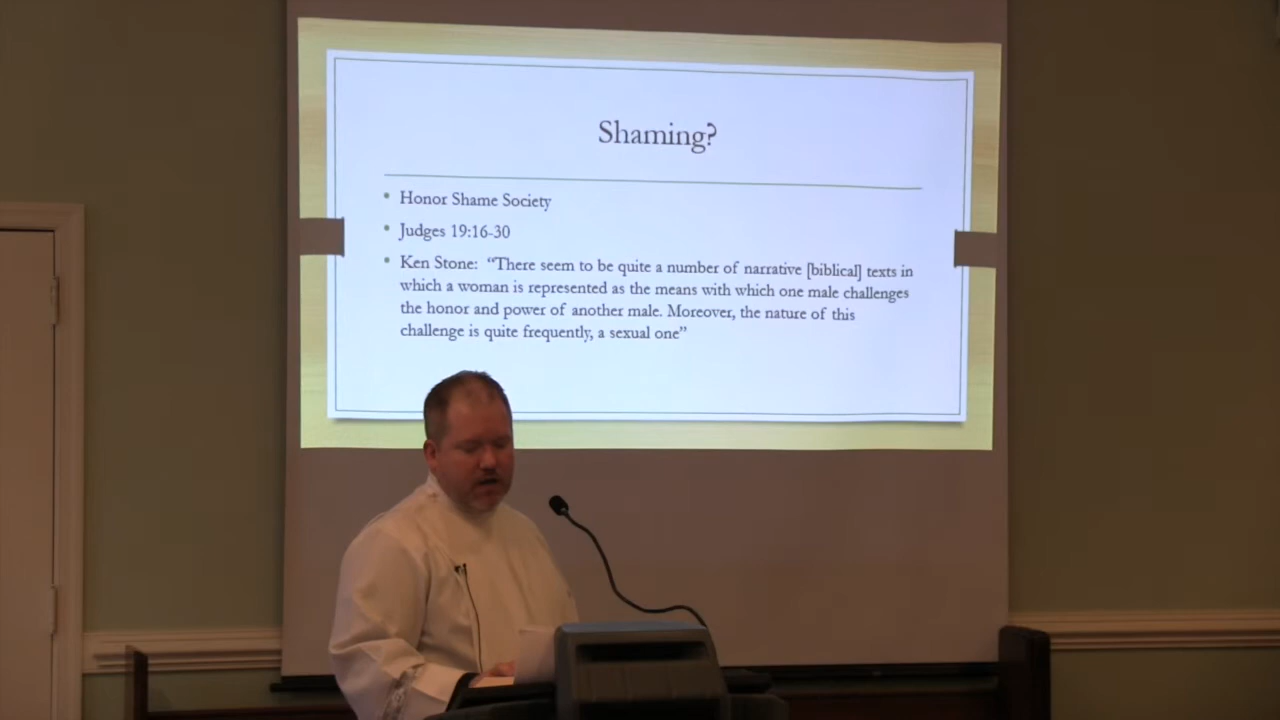 Shaming?
• Honor Shame Society
• Judges 19:16-30
• Ken Stone: “There seem to be quite a number of narrative [biblical] texts in
which a woman is represented as the means with which one male challenges
the honor and power of another male. Moreover, the nature of this
challenge is quite frequently, a sexual one”